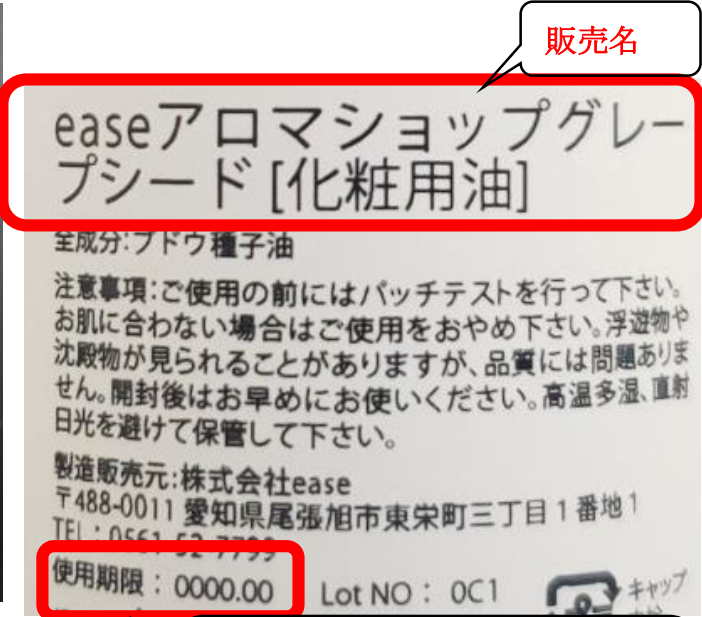 販売名
easeアロマショップグレー
プシード [化粧用油]
全成分:ブドウ種子油
注意事項:ご使用の前にはパッチテストを行って下さい。
お肌に合わない場合はご使用をおやめ下さい。浮遊物や
沈殿物が見られることがありますが、品質には問題ありま
せん。開封後はお早めにお使いください。高温多湿、直射
日光を避けて保管して下さい。
製造販売元:株式会社ease
〒488-0011 愛知県尾張旭市東栄町三丁目1番地1
TEL:0561-52-7799
使用期限:0000.00 Lot NO:0C1
キャップ